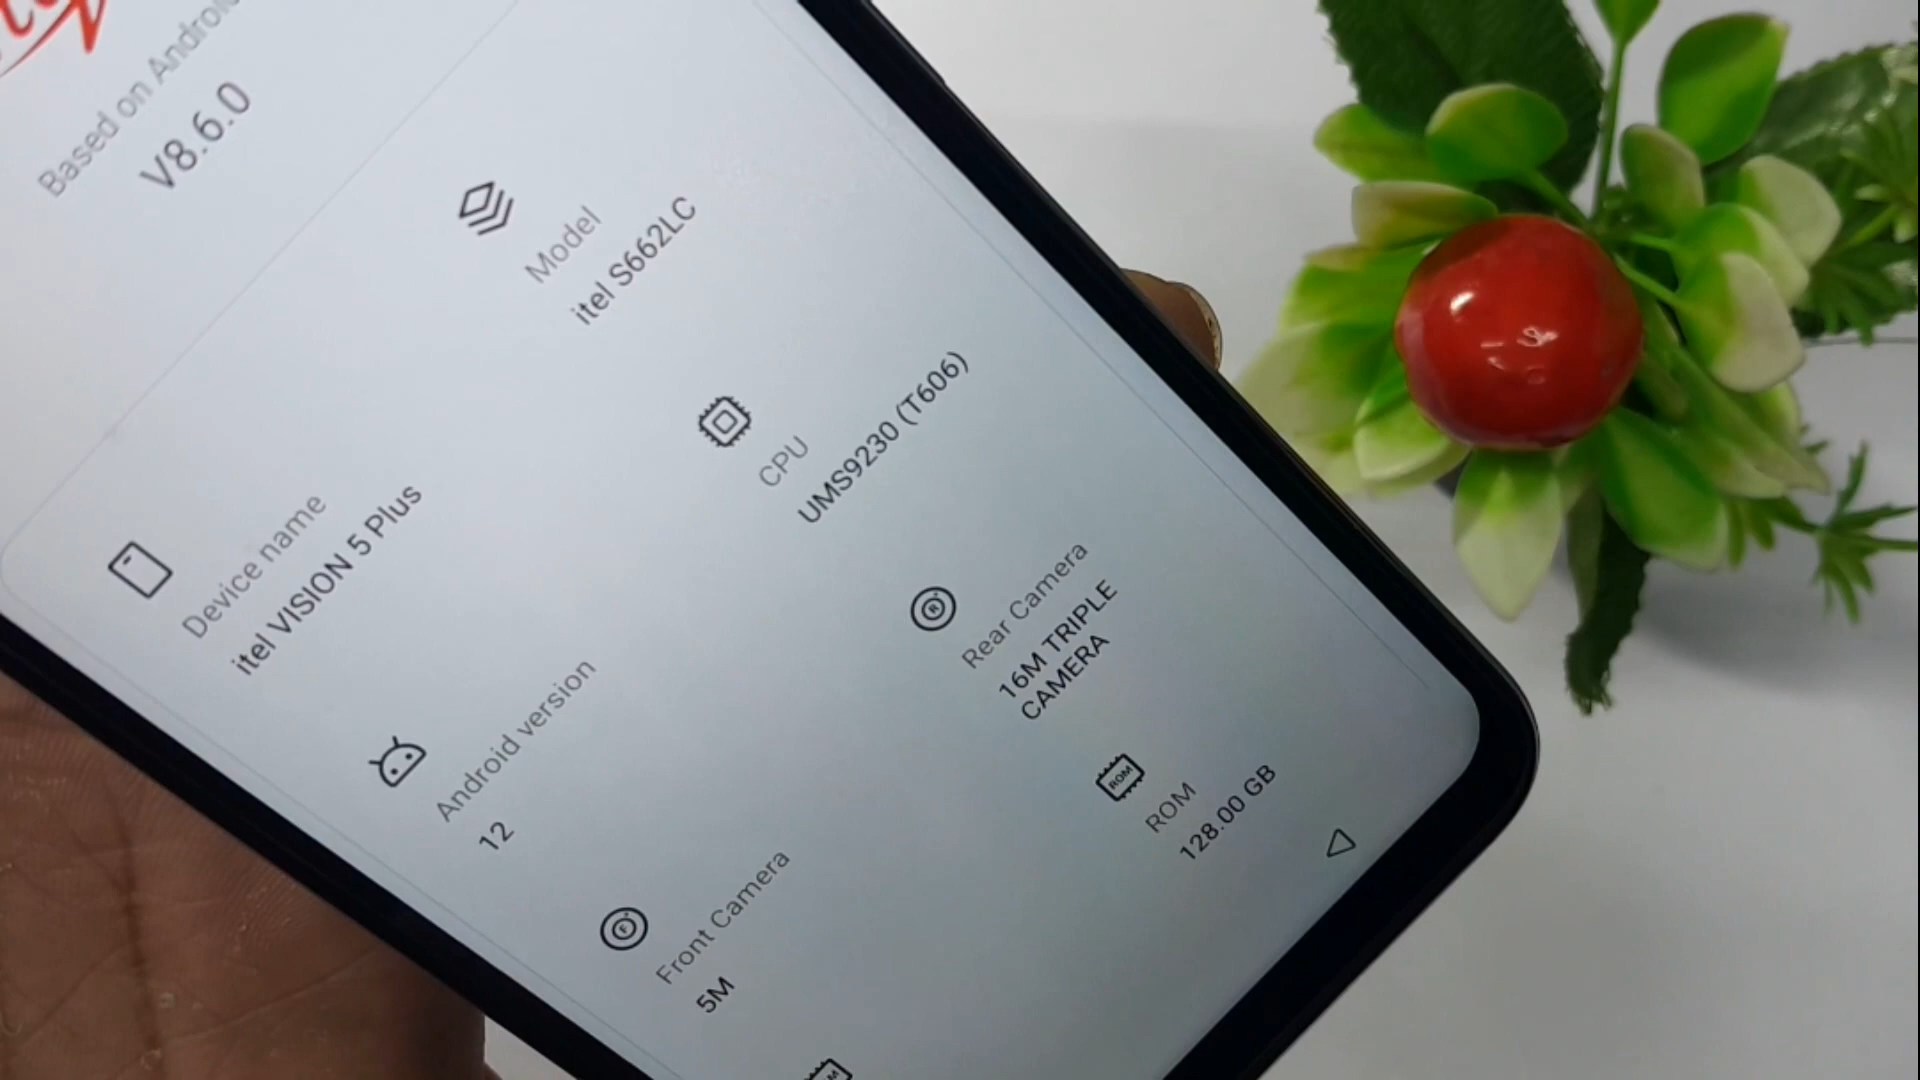 Based on Android
V8.6.0
Device name
itel VISION 5 Plus
Model
itel S662LC
Android version
12
CPU
UMS9230 (T606)
Front Camera
5M
Rear Camera
16M TRIPLE
CAMERA
ROM
ROM
128.00 GB